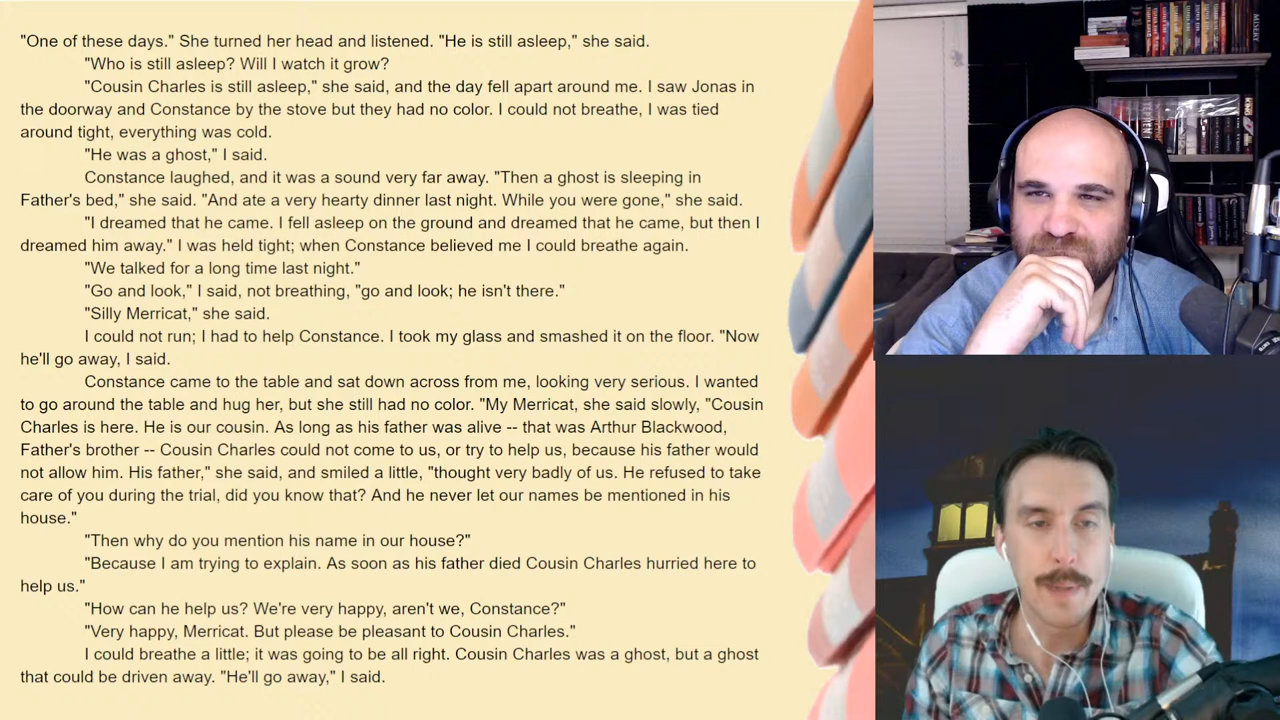 "One of these days." She turned her head and listened. "He is still asleep," she said.
"Who is still asleep? Will I watch it grow?
"Cousin Charles is still asleep," she said, and the day fell apart around me. I saw Jonas in
the doorway and Constance by the stove but they had no color. I could not breathe, I was tied
around tight, everything was cold.
"He was a ghost," I said.
Constance laughed, and it was a sound very far away. "Then a ghost is sleeping in
Father's bed," she said. "And ate a very hearty dinner last night. While you were gone," she said.
"I dreamed that he came. I fell asleep on the ground and dreamed that he came, but then I
dreamed him away." I was held tight; when Constance believed me I could breathe again.
"We talked for a long time last night."
"Go and look," I said, not breathing, "go and look; he isn't there."
"Silly Merricat," she said.
I could not run; I had to help Constance. I took my glass and smashed it on the floor. "Now
he'll go away, I said.
Constance came to the table and sat down across from me, looking very serious. I wanted
to go around the table and hug her, but she still had no color. "My Merricat, she said slowly, "Cousin
Charles is here. He is our cousin. As long as his father was alive -- that was Arthur Blackwood,
Father's brother -- Cousin Charles could not come to us, or try to help us, because his father would
not allow him. His father," she said, and smiled a little, "thought very badly of us. He refused to take
care of you during the trial, did you know that? And he never let our names be mentioned in his
house."
"Then why do you mention his name in our house?"
"Because I am trying to explain. As soon as his father died Cousin Charles hurried here to
help us."
"How can he help us? We're very happy, aren't we, Constance?"
"Very happy, Merricat. But please be pleasant to Cousin Charles."
I could breathe a little; it was going to be all right. Cousin Charles was a ghost, but a ghost
that could be driven away. "He'll go away," I said.
MISERY
KING